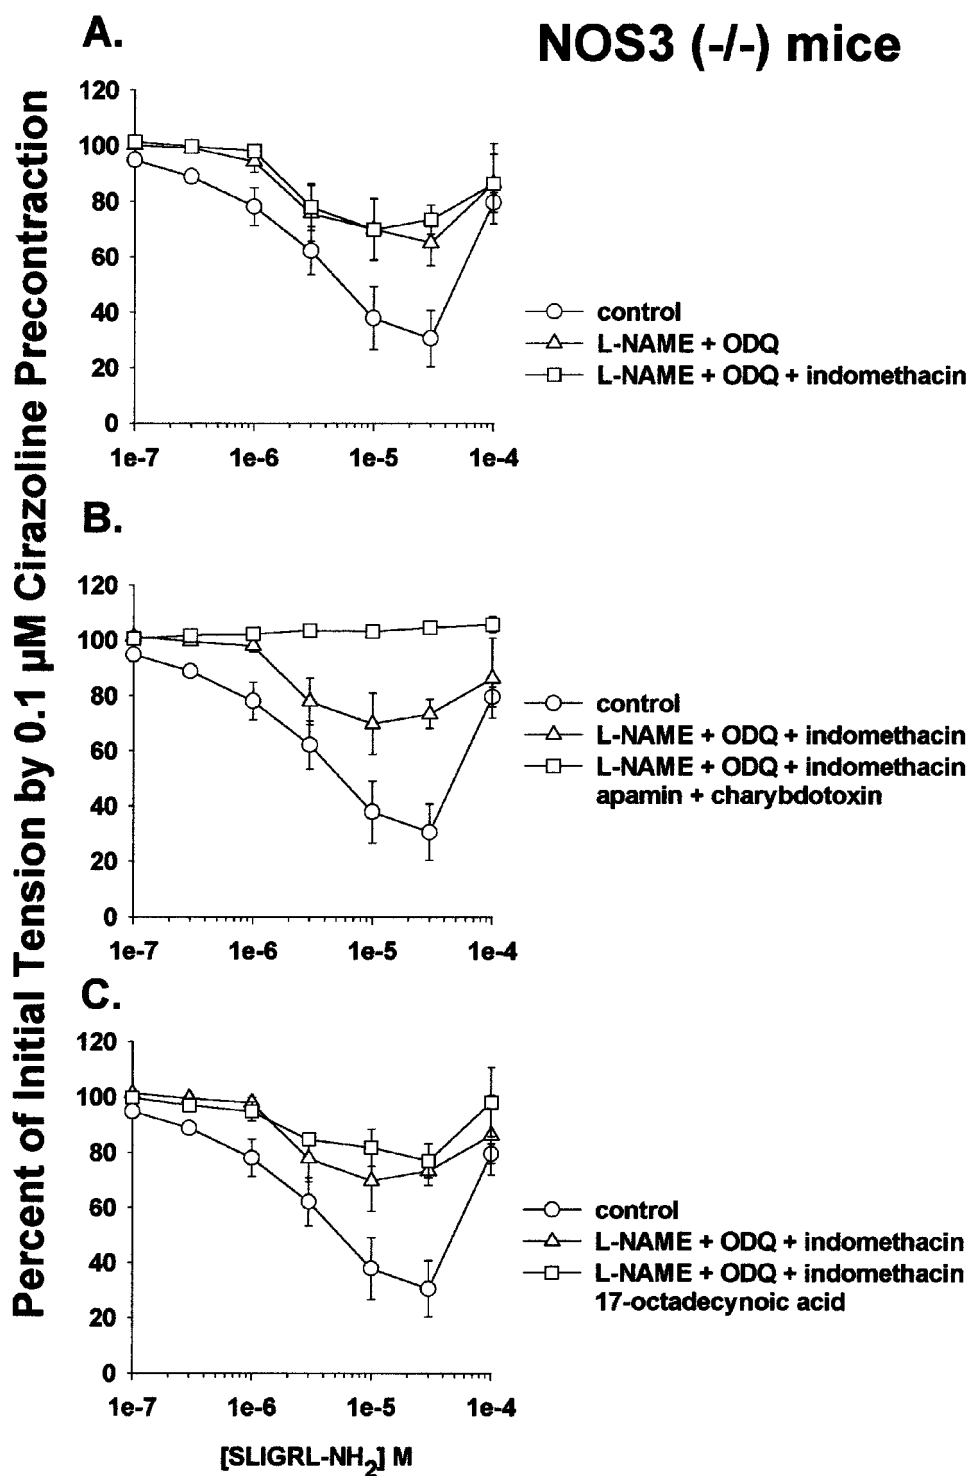 A.
NOS3 (-/-) mice
Percent of Initial Tension by 0.1 µM Cirazoline Precontraction
120
100
80
60
40
20
0
1e-7 1e-6 1e-5 1e-4
control
L-NAME + ODQ
L-NAME + ODQ + indomethacin
B.
120
100
80
60
40
20
0
1e-7 1e-6 1e-5 1e-4
control
L-NAME + ODQ + indomethacin
L-NAME + ODQ + indomethacin
apamin + charybdotoxin
C.
120
100
80
60
40
20
0
1e-7 1e-6 1e-5 1e-4
control
L-NAME + ODQ + indomethacin
L-NAME + ODQ + indomethacin
17-octadecynoic acid
[SLIGRL-NH2] M